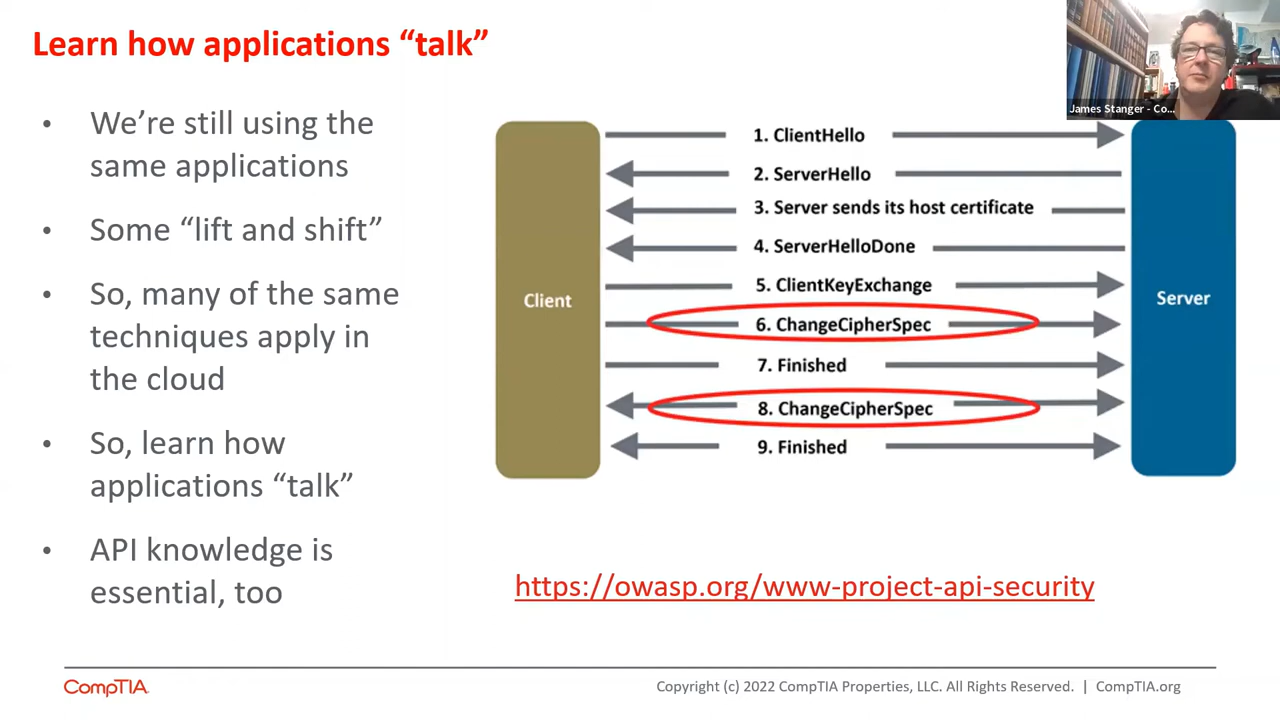 Learn how applications “talk”
James Stanger - Co...
• We’re still using the
same applications
• Some “lift and shift”
• So, many of the same
techniques apply in
the cloud
• So, learn how
applications “talk”
• API knowledge is
essential, too
Client
1. ClientHello
2. ServerHello
3. Server sends its host certificate
4. ServerHelloDone
5. ClientKeyExchange
6. ChangeCipherSpec
7. Finished
8. ChangeCipherSpec
9. Finished
Server
https://owasp.org/www-project-api-security
CompTIA.
Copyright (c) 2022 CompTIA Properties, LLC. All Rights Reserved. | CompTIA.org